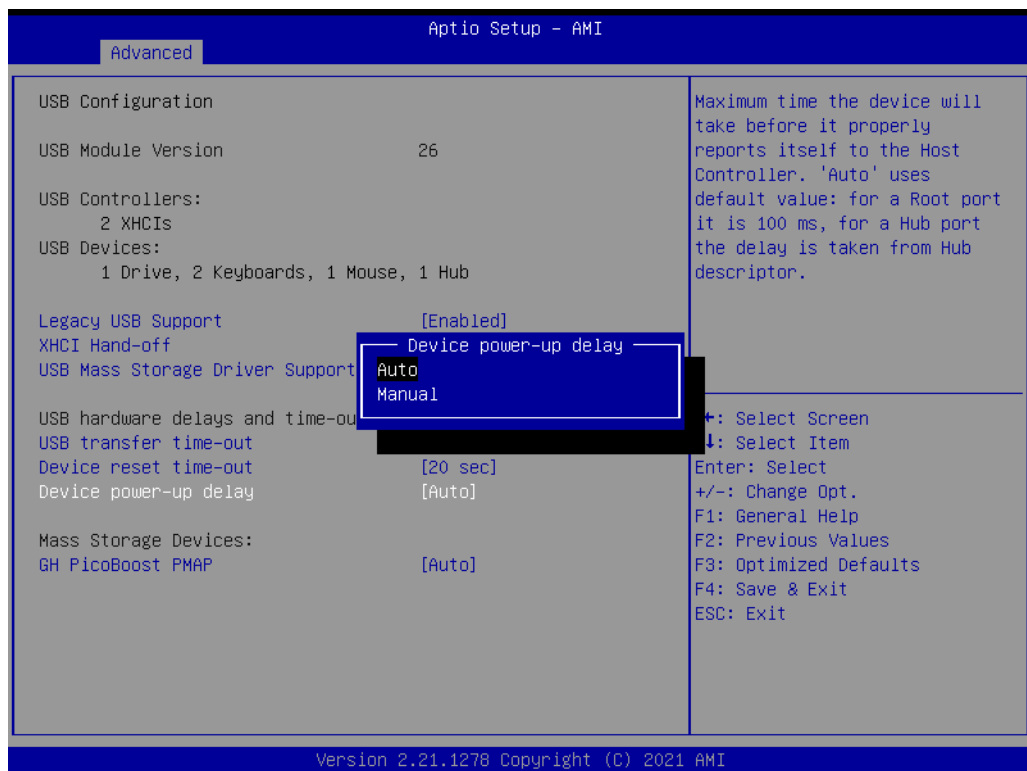 Aptio Setup – AMI
Advanced
USB Configuration
USB Module Version 26
USB Controllers:
2 XHCIs
USB Devices:
1 Drive, 2 Keyboards, 1 Mouse, 1 Hub
Legacy USB Support [Enabled]
XHCI Hand-off
USB Mass Storage Driver Support
USB hardware delays and time-ou
USB transfer time-out
Device reset time-out [20 sec]
Device power-up delay [Auto]
Mass Storage Devices:
GH PicoBoost PMAP [Auto]
Device power-up delay
Auto
Manual
Maximum time the device will
take before it properly
reports itself to the Host
Controller. 'Auto' uses
default value: for a Root port
it is 100 ms, for a Hub port
the delay is taken from Hub
descriptor.
←: Select Screen
↓: Select Item
Enter: Select
+/-: Change Opt.
F1: General Help
F2: Previous Values
F3: Optimized Defaults
F4: Save & Exit
ESC: Exit
Version 2.21.1278 Copyright (C) 2021 AMI